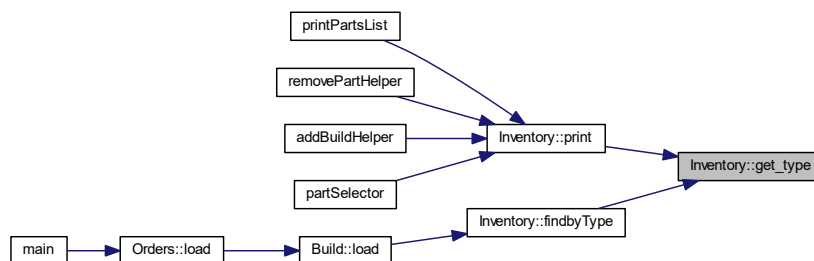 printPartsList
removePartHelper
addBuildHelper
Inventory::print
Inventory::get_type
partSelector
Inventory::findbyType
main
Orders::load
Build::load